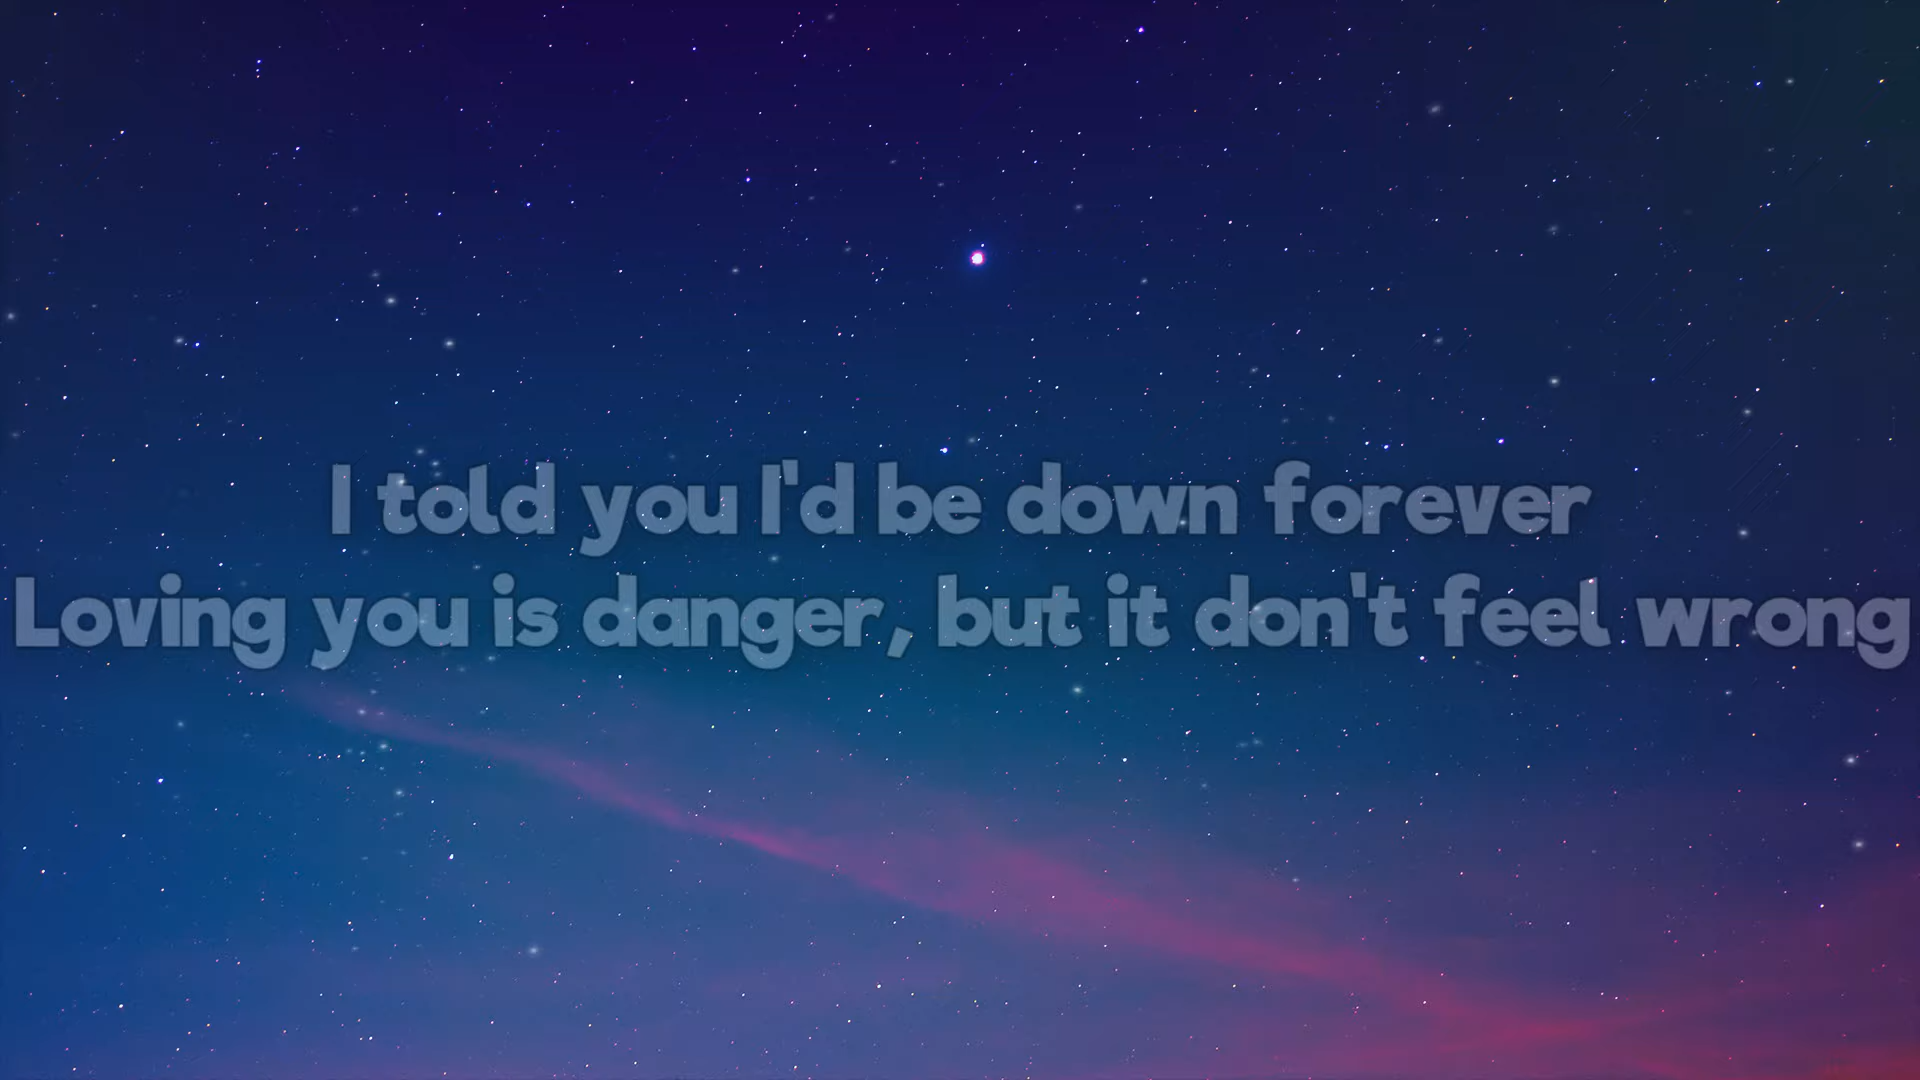 I told you I'd be down forever
Loving you is danger, but it don't feel wrong